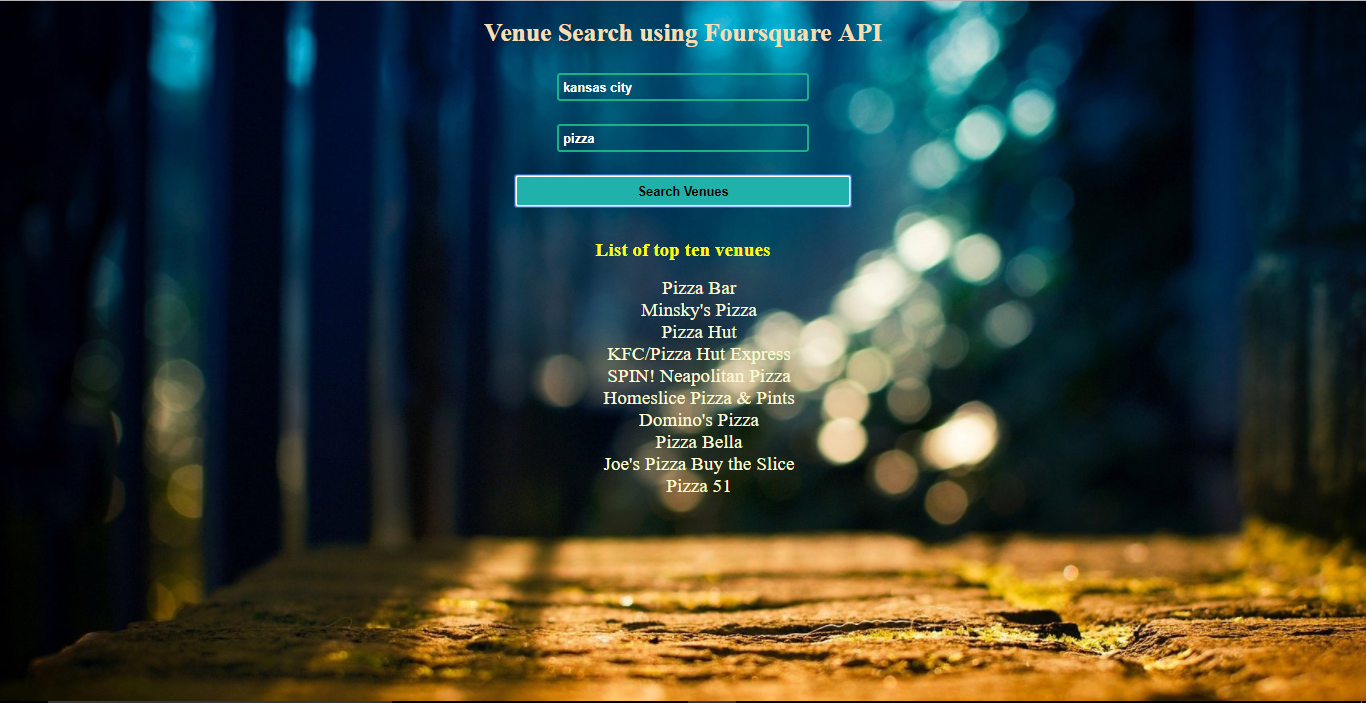 Venue Search using Foursquare API
kansas city
pizza
Search Venues
List of top ten venues
Pizza Bar
Minsky's Pizza
Pizza Hut
KFC/Pizza Hut Express
SPIN! Neapolitan Pizza
Homeslice Pizza & Pints
Domino's Pizza
Pizza Bella
Joe's Pizza Buy the Slice
Pizza 51